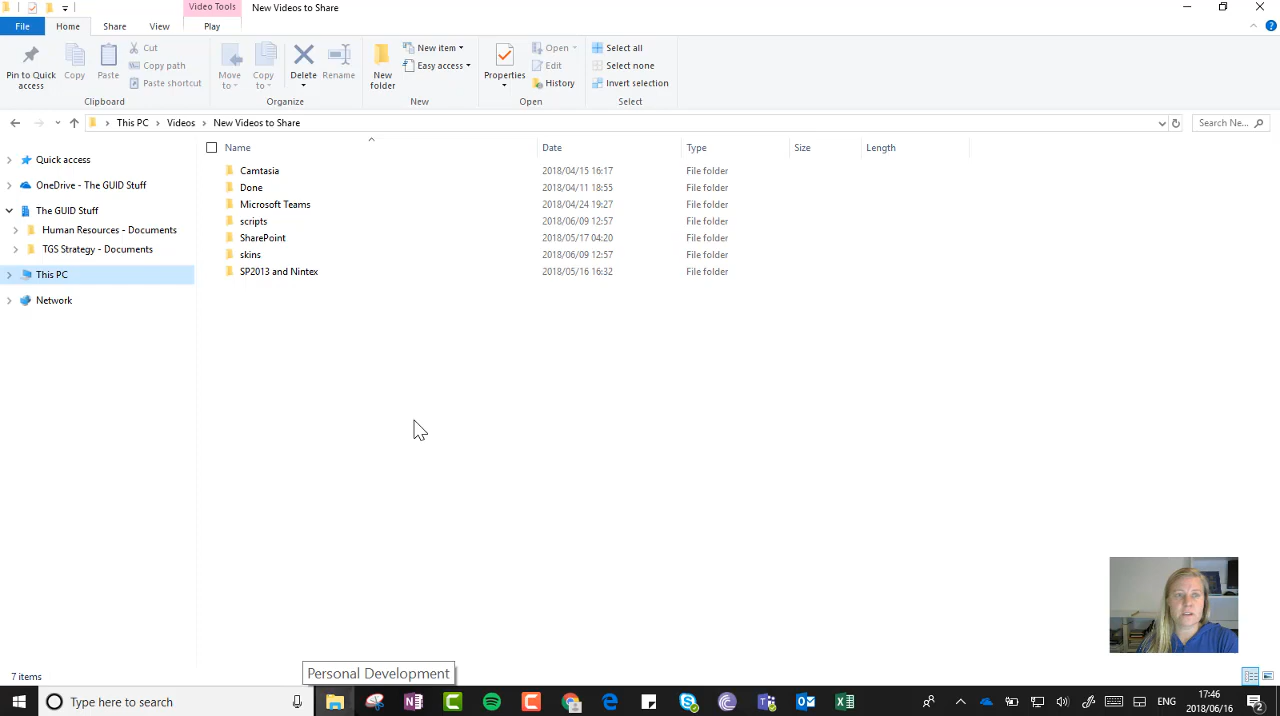 Video Tools
New Videos to Share
File
Home
Share
View
Play
Pin to Quick access
Copy
Paste
Cut
Copy path
Paste shortcut
Clipboard
Move to
Copy to
Delete
Rename
Organize
New folder
New item
Easy access
New
Properties
Open
Edit
History
Open
Select all
Select none
Invert selection
Select
This PC > Videos > New Videos to Share
Search Ne...
Name Date Type Size Length
Quick access
OneDrive - The GUID Stuff
The GUID Stuff
Human Resources - Documents
TGS Strategy - Documents
This PC
Network
Camtasia 2018/04/15 16:17 File folder
Done 2018/04/11 18:55 File folder
Microsoft Teams 2018/04/24 19:27 File folder
scripts 2018/06/09 12:57 File folder
SharePoint 2018/05/17 04:20 File folder
skins 2018/06/09 12:57 File folder
SP2013 and Nintex 2018/05/16 16:32 File folder
7 items
Personal Development
Type here to search
ENG
17:46
2018/06/16
2